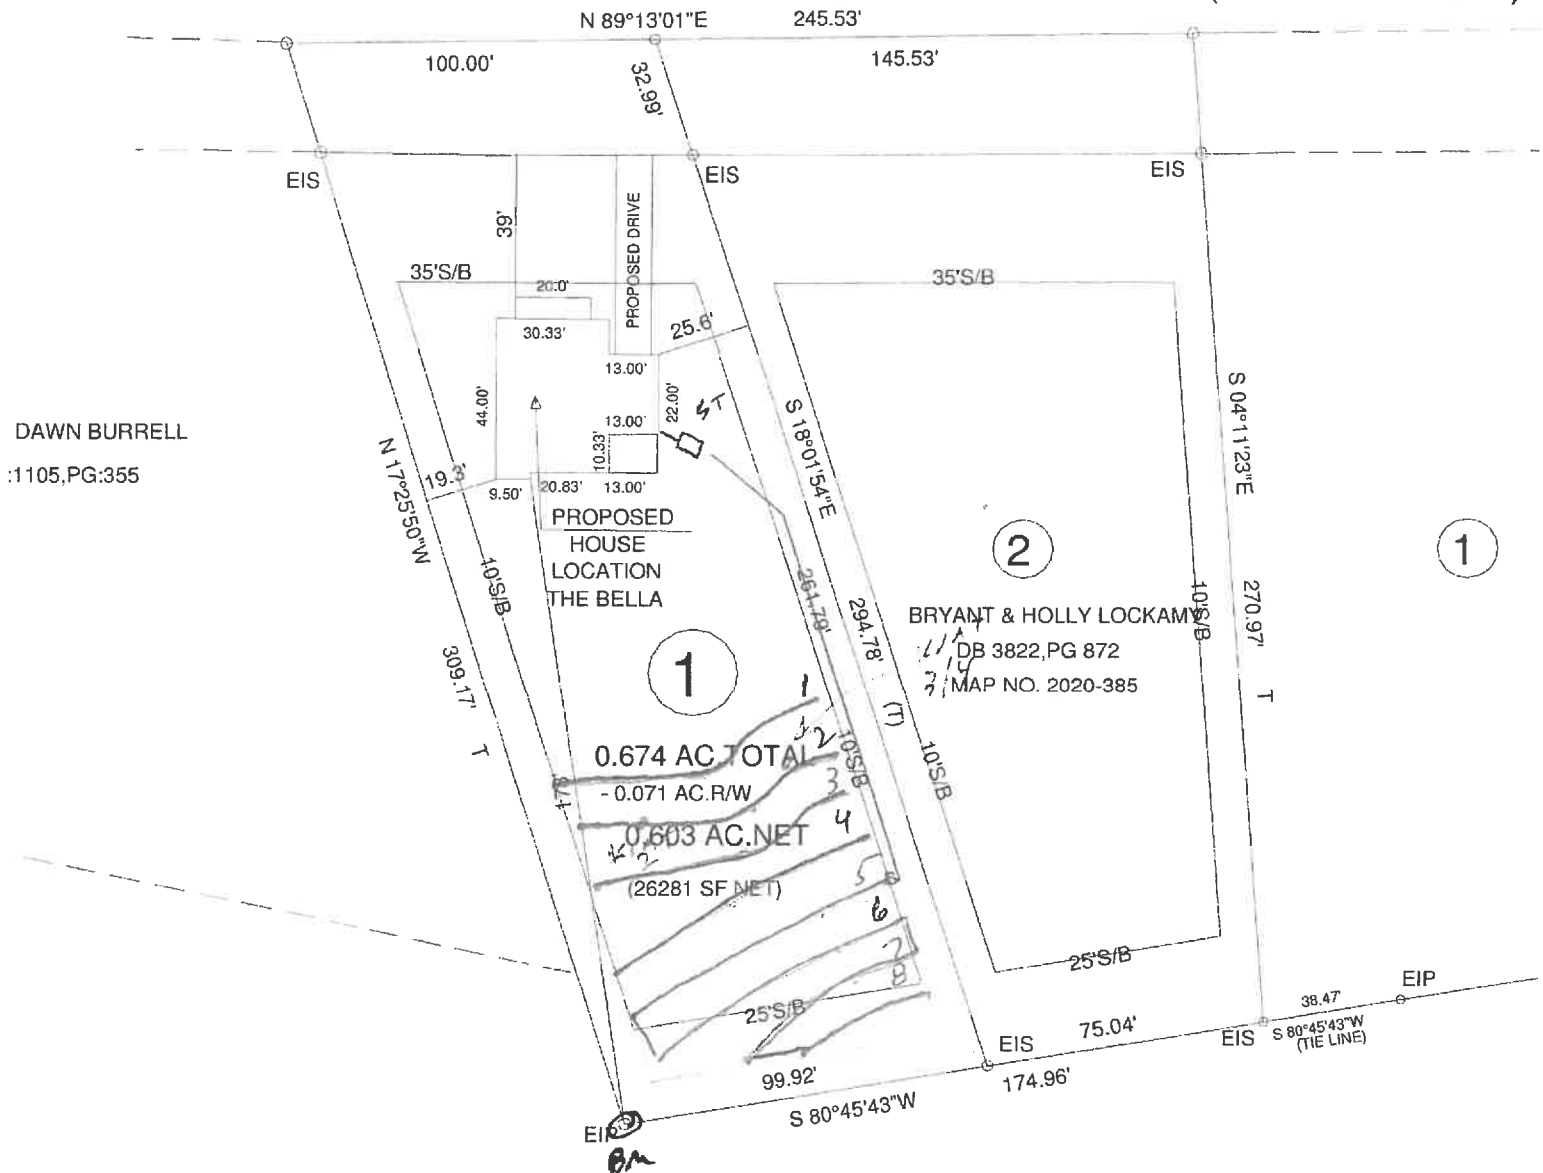 N 89°13'01"E 245.53'
100.00' 145.53'
32.99'
EIS
EIS
EIS
39'
PROPOSED DRIVE
35'S/B
35'S/B
20.0'
30.33'
25.6'
13.00'
44.00'
22.00'
ST
13.00'
10.33'
S 18°01'54"E
S 04°11'23"E
DAWN BURRELL
:1105,PG:355
N 17°25'50"W
19.3'
9.50' 20.83' 13.00'
PROPOSED
HOUSE
LOCATION
THE BELLA
10'S/B
261.79'
294.78'
2
1
BRYANT & HOLLY LOCKAMY
DB 3822,PG 872
MAP NO. 2020-385
10'S/B
270.97'
T
309.17'
T
1
1
2
3
4
5
6
7
8
(T)
10'S/B
10'S/B
0.674 AC.TOTAL
- 0.071 AC.R/W
0.603 AC.NET
(26281 SF NET)
25'S/B
25'S/B
EIP
38.47'
S 80°45'43"W
(TIE LINE)
EIS
75.04'
EIS
174.96'
99.92'
S 80°45'43"W
EIP
BM